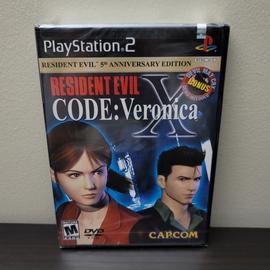 PlayStation 2
RESIDENT EVIL 5th ANNIVERSARY EDITION
RESIDENT EVIL
CODE: Veronica
X
BONUS
M
DVD
CAPCOM